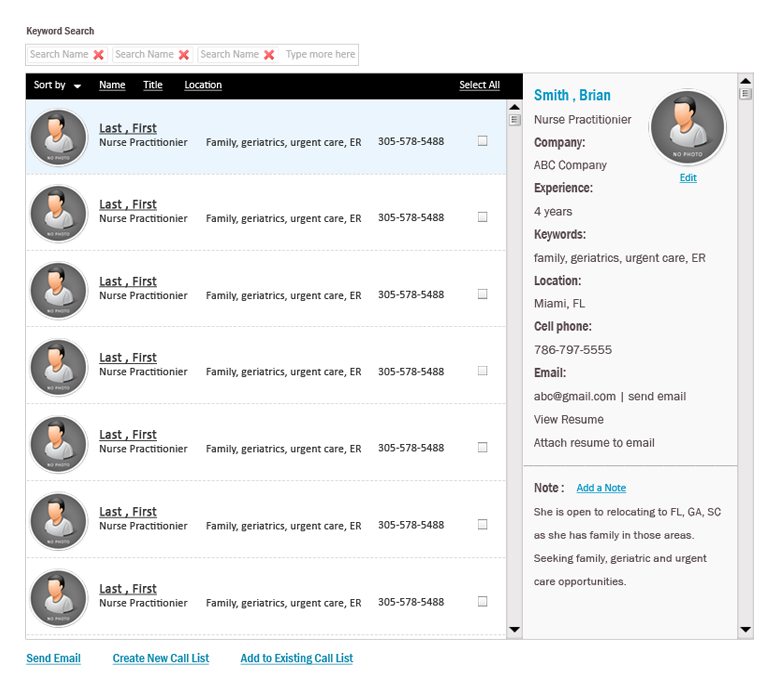 Keyword Search
Search Name Search Name Search Name Type more here
Sort by Name Title Location Select All
Last , First
Nurse Practitionier Family, geriatrics, urgent care, ER 305-578-5488
NO PHOTO
Last , First
Nurse Practitionier Family, geriatrics, urgent care, ER 305-578-5488
NO PHOTO
Last , First
Nurse Practitionier Family, geriatrics, urgent care, ER 305-578-5488
NO PHOTO
Last , First
Nurse Practitionier Family, geriatrics, urgent care, ER 305-578-5488
NO PHOTO
Last , First
Nurse Practitionier Family, geriatrics, urgent care, ER 305-578-5488
NO PHOTO
Last , First
Nurse Practitionier Family, geriatrics, urgent care, ER 305-578-5488
NO PHOTO
Last , First
Nurse Practitionier Family, geriatrics, urgent care, ER 305-578-5488
NO PHOTO
Smith , Brian
Nurse Practitionier
NO PHOTO
Edit
Company:
ABC Company
Experience:
4 years
Keywords:
family, geriatrics, urgent care, ER
Location:
Miami, FL
Cell phone:
786-797-5555
Email:
abc@gmail.com | send email
View Resume
Attach resume to email
Note : Add a Note
She is open to relocating to FL, GA, SC
as she has family in those areas.
Seeking family, geriatric and urgent
care opportunities.
Send Email Create New Call List Add to Existing Call List